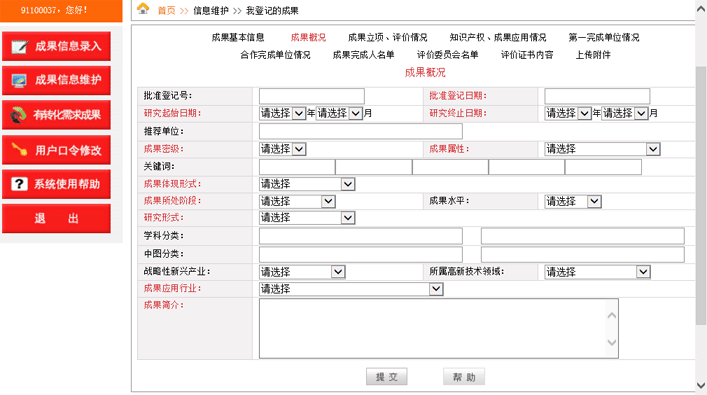 91100037，您好！
首页 >> 信息维护 >> 我登记的成果
成果信息录入
成果信息维护
有转化需求成果
用户口令修改
系统使用帮助
退 出
成果基本信息 成果概况 成果立项、评价情况 知识产权、成果应用情况 第一完成单位情况
合作完成单位情况 成果完成人名单 评价委员会名单 评价证书内容 上传附件
成果概况
批准登记号： 批准登记日期：
研究起始日期： 请选择 年 请选择 月 研究终止日期： 请选择 年 请选择 月
推荐单位：
成果密级： 请选择 成果属性： 请选择
关键词：
成果体现形式： 请选择
成果所处阶段： 请选择 成果水平： 请选择
研究形式： 请选择
学科分类：
中图分类：
战略性新兴产业： 请选择 所属高新技术领域： 请选择
成果应用行业： 请选择
成果简介：
提 交 帮 助